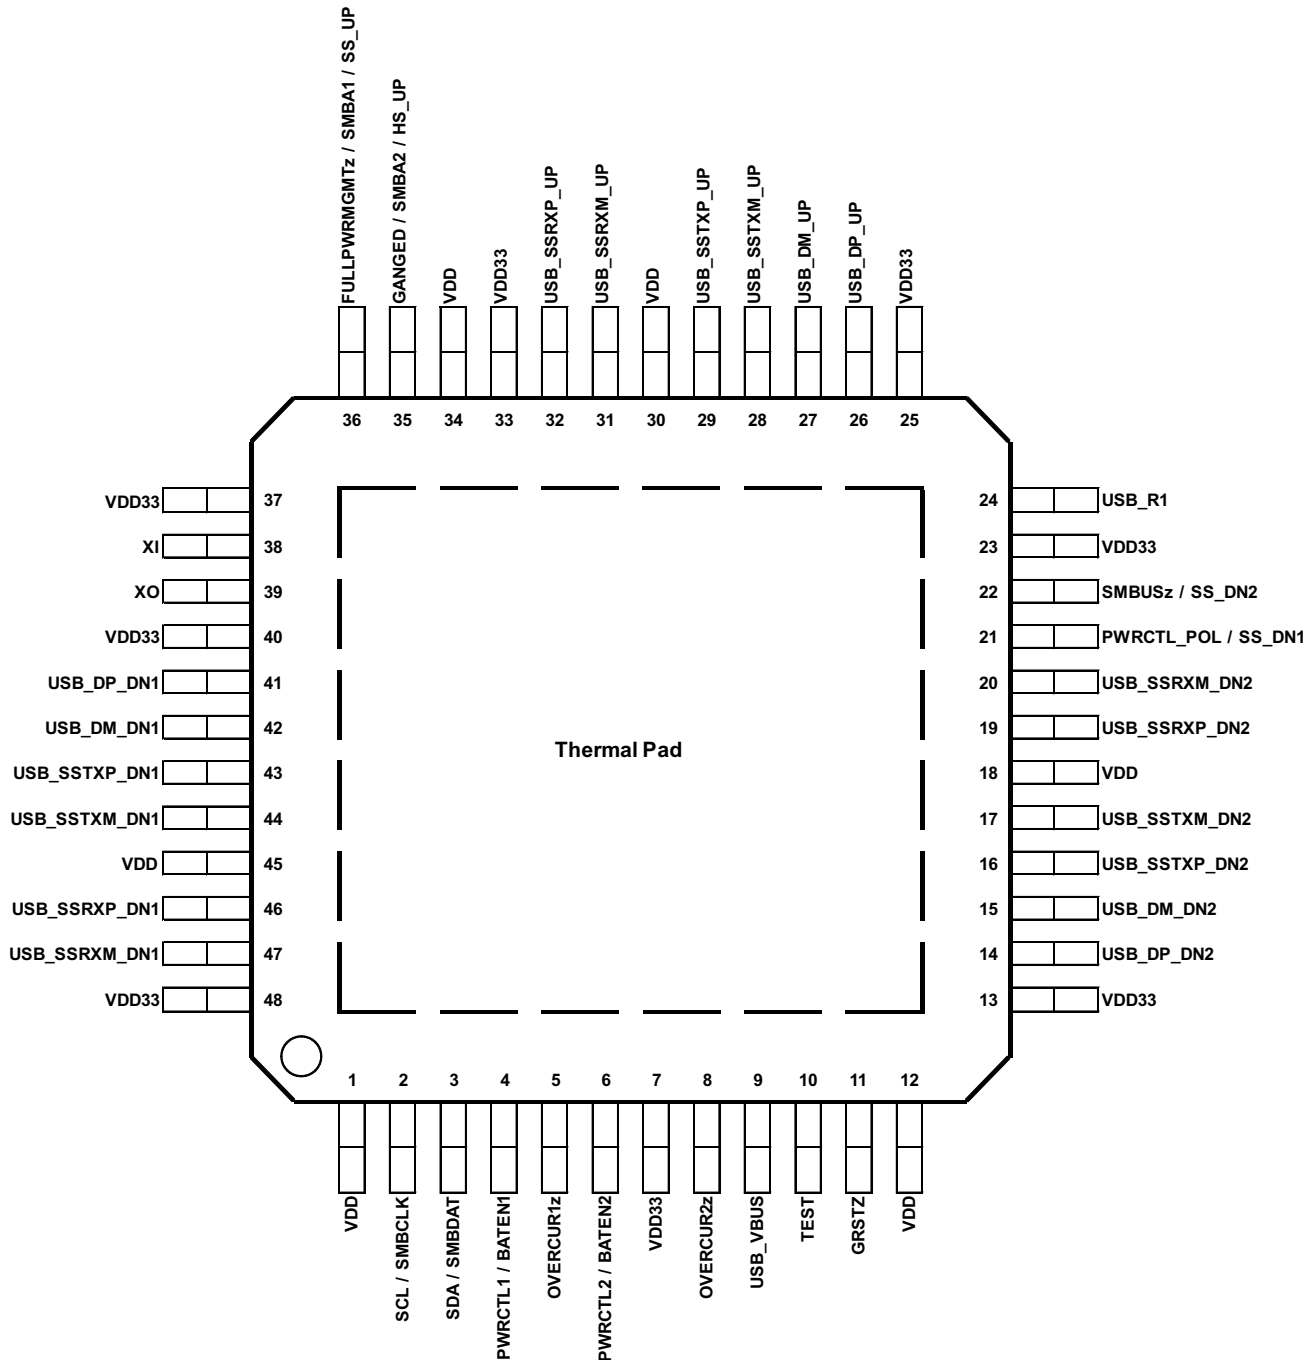 FULLPWRMGMTz / SMBA1 / SS_UP
GANGED / SMBA2 / HS_UP
VDD
VDD33
USB_SSRXP_UP
USB_SSRXM_UP
VDD
USB_SSTXP_UP
USB_SSTXM_UP
USB_DM_UP
USB_DP_UP
VDD33
36 35 34 33 32 31 30 29 28 27 26 25
VDD33 37
XI 38
XO 39
VDD33 40
USB_DP_DN1 41
USB_DM_DN1 42
USB_SSTXP_DN1 43
USB_SSTXM_DN1 44
VDD 45
USB_SSRXP_DN1 46
USB_SSRXM_DN1 47
VDD33 48
Thermal Pad
24 USB_R1
23 VDD33
22 SMBUSz / SS_DN2
21 PWRCTL_POL / SS_DN1
20 USB_SSRXM_DN2
19 USB_SSRXP_DN2
18 VDD
17 USB_SSTXM_DN2
16 USB_SSTXP_DN2
15 USB_DM_DN2
14 USB_DP_DN2
13 VDD33
1 2 3 4 5 6 7 8 9 10 11 12
VDD
SCL / SMBCLK
SDA / SMBDAT
PWRCTL1 / BATEN1
OVERCUR1z
PWRCTL2 / BATEN2
VDD33
OVERCUR2z
USB_VBUS
TEST
GRSTZ
VDD